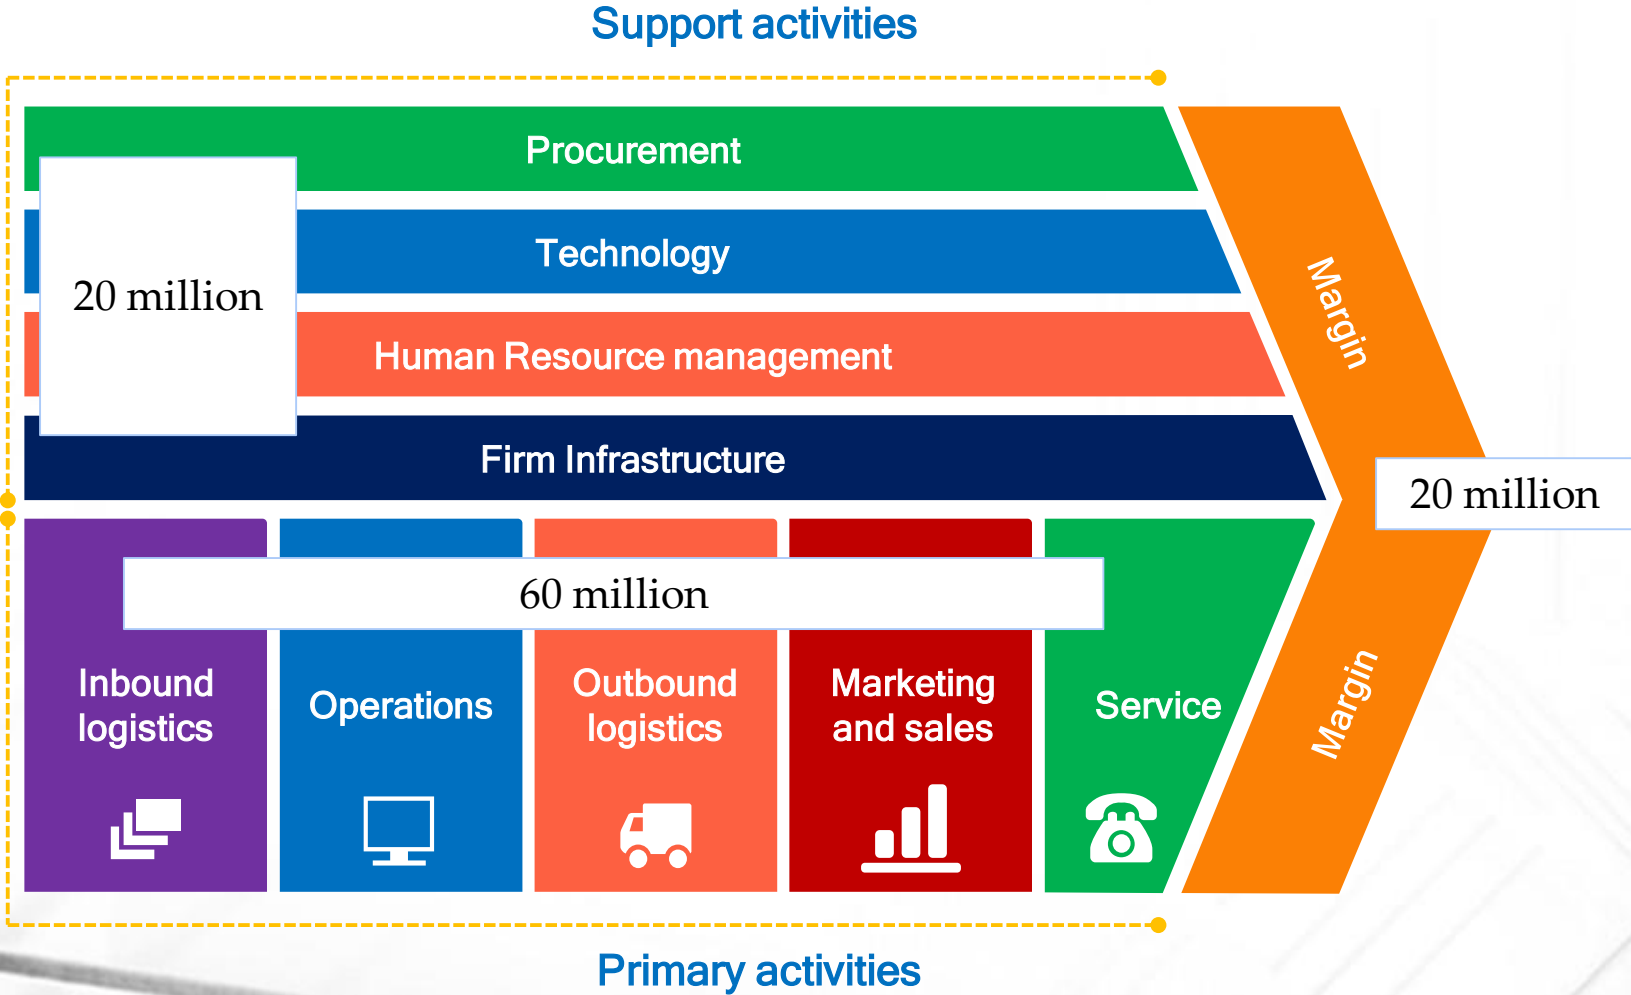 Support activities
Procurement
Technology
20 million
Human Resource management
Firm Infrastructure
Margin
20 million
60 million
Inbound
logistics
Operations
Outbound
logistics
Marketing
and sales
Service
Margin
Primary activities